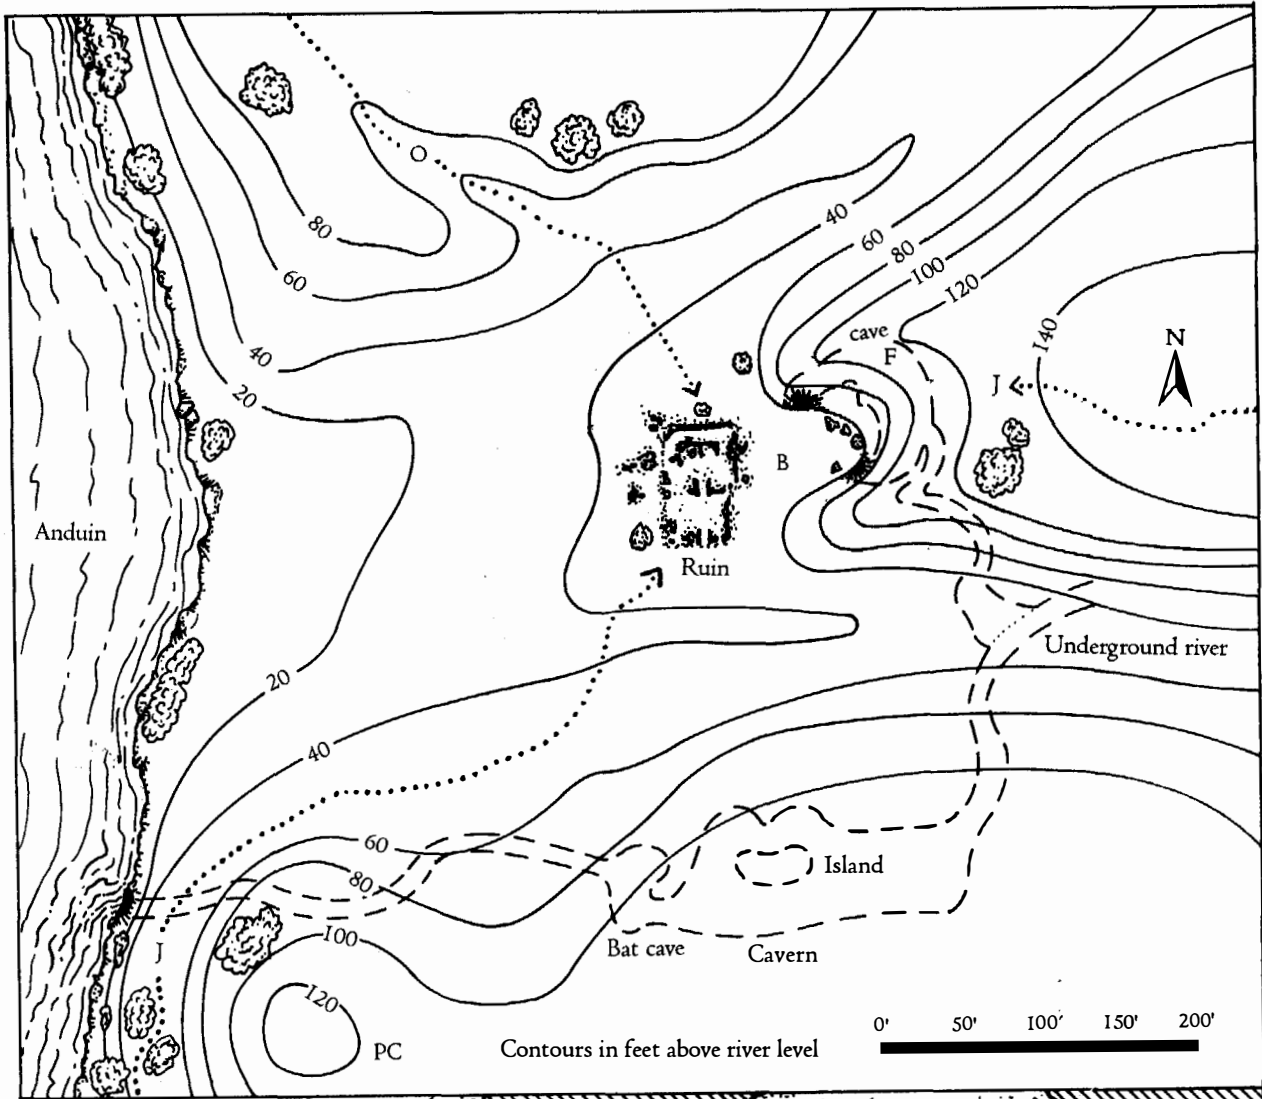 O
80
40
60
80
60
100
120
cave
N
F
140
J
40
20
B
Anduin
Ruin
Underground river
20
40
60
Island
80
J
100
Bat cave
Cavern
120
PC
Contours in feet above river level
0' 50' 100' 150' 200'